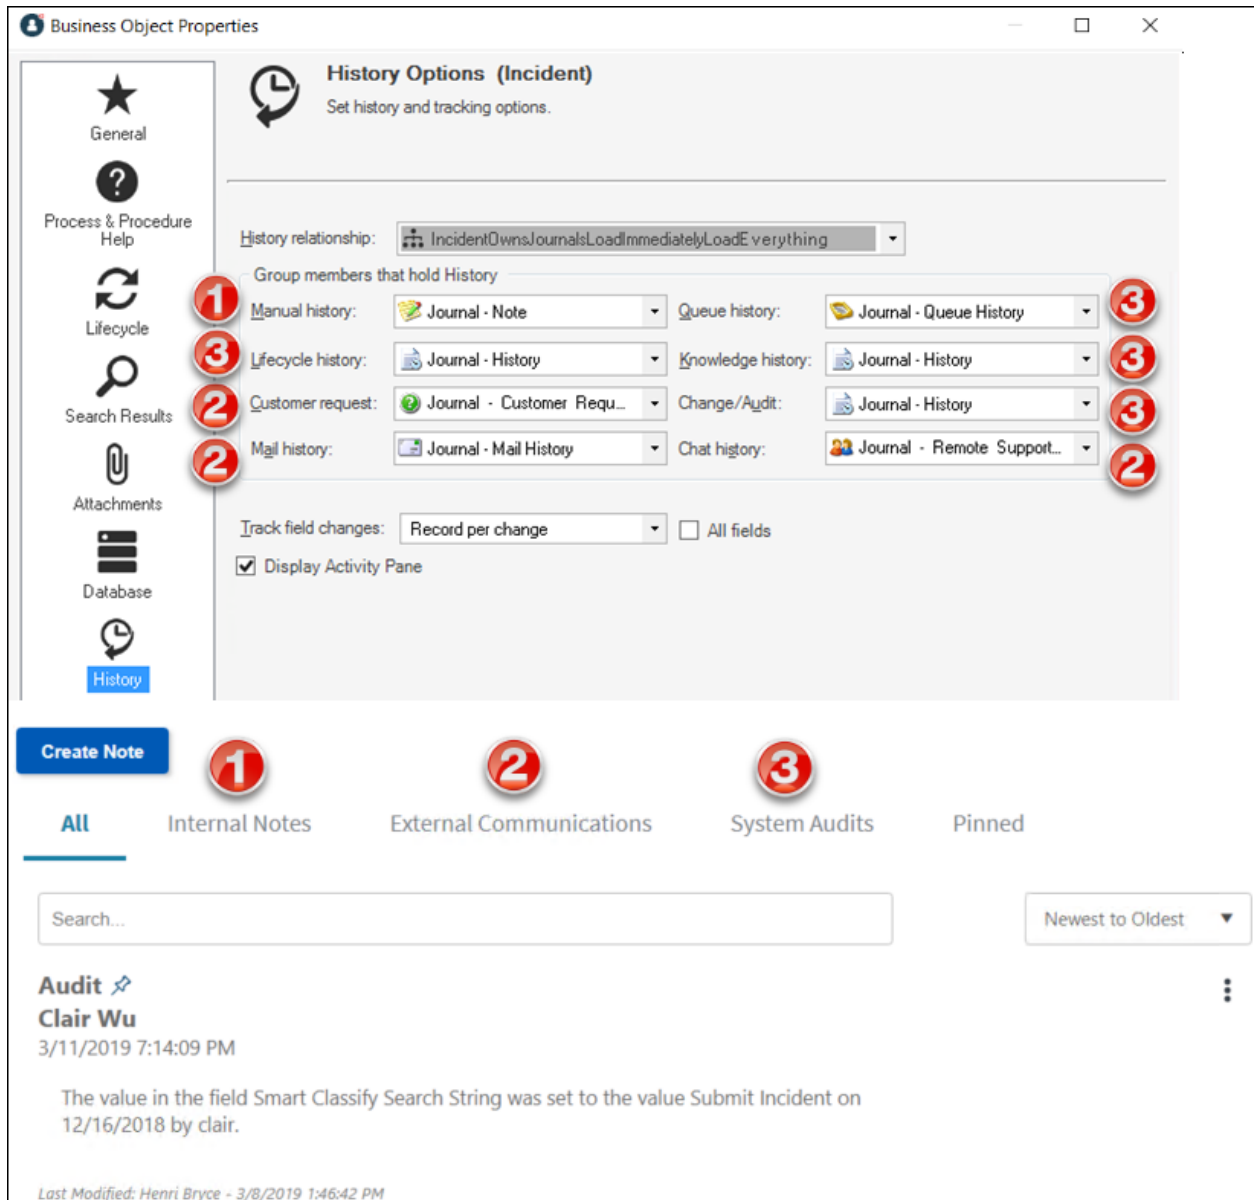 Business Object Properties
General
Process & Procedure
Help
Lifecycle
Search Results
Attachments
Database
History
History Options (Incident)
Set history and tracking options.
History relationship: IncidentOwnsJournalsLoadImmediatelyLoadEverything
Group members that hold History
1 Manual history: Journal - Note Queue history: Journal - Queue History 3
3 Lifecycle history: Journal - History Knowledge history: Journal - History 3
2 Customer request: Journal - Customer Requ... Change/Audit: Journal - History 3
2 Mail history: Journal - Mail History Chat history: Journal - Remote Support... 2
Track field changes: Record per change All fields
Display Activity Pane
Create Note
1 2 3
All Internal Notes External Communications System Audits Pinned
Search... Newest to Oldest
Audit
Clair Wu
3/11/2019 7:14:09 PM
The value in the field Smart Classify Search String was set to the value Submit Incident on
12/16/2018 by clair.
Last Modified: Henri Bryce - 3/8/2019 1:46:42 PM